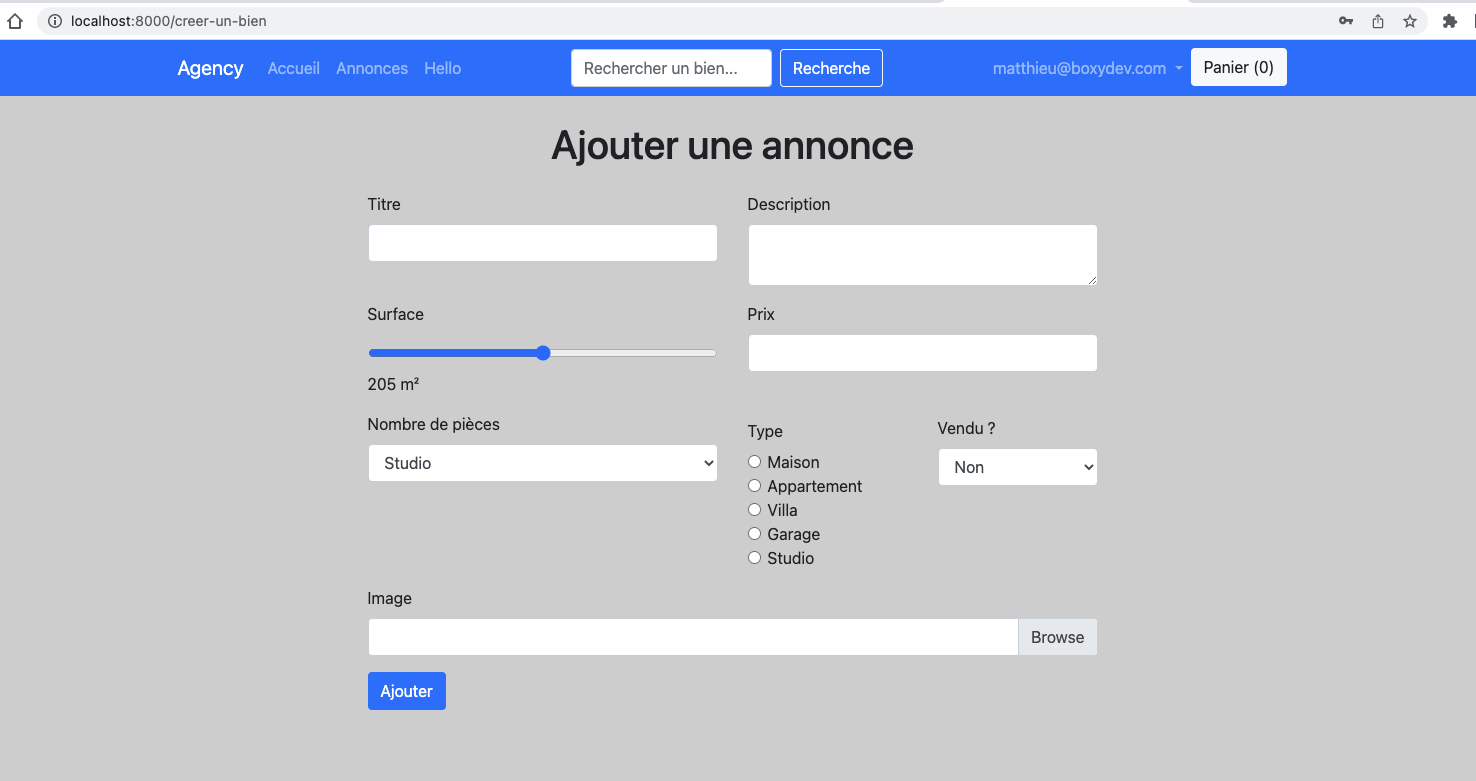 localhost:8000/creer-un-bien
Agency Accueil Annonces Hello Rechercher un bien... Recherche matthieu@boxydev.com Panier (0)
Ajouter une annonce
Titre Description
Surface Prix
205 m²
Nombre de pièces Type Vendu ?
Studio Non
Maison
Appartement
Villa
Garage
Studio
Image
Browse
Ajouter